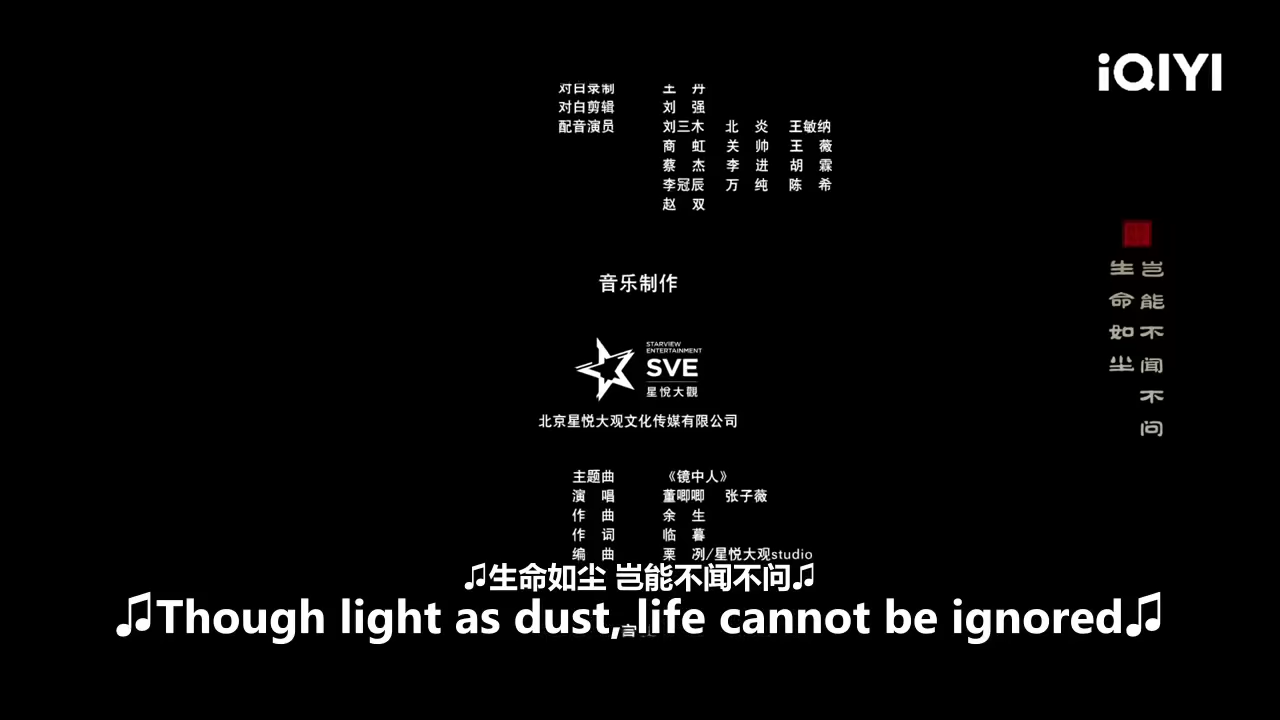 iQIYI
对白录制 王 丹
对白剪辑 刘 强
配音演员 刘三木 北 炎 王敏纳
商 虹 关 帅 王 薇
蔡 杰 李 进 胡 霖
李冠辰 万 纯 陈 希
赵 双
音乐制作
STARVIEW
ENTERTAINMENT
SVE
星悅大觀
北京星悦大观文化传媒有限公司
主题曲 《镜中人》
演 唱 董唧唧 张子薇
作 曲 余 生
作 词 临 暮
编 曲 栗 冽/星悦大观studio
岂能不闻不问
生命如尘
♫生命如尘 岂能不闻不问♫
♫Though light as dust, life cannot be ignored♫